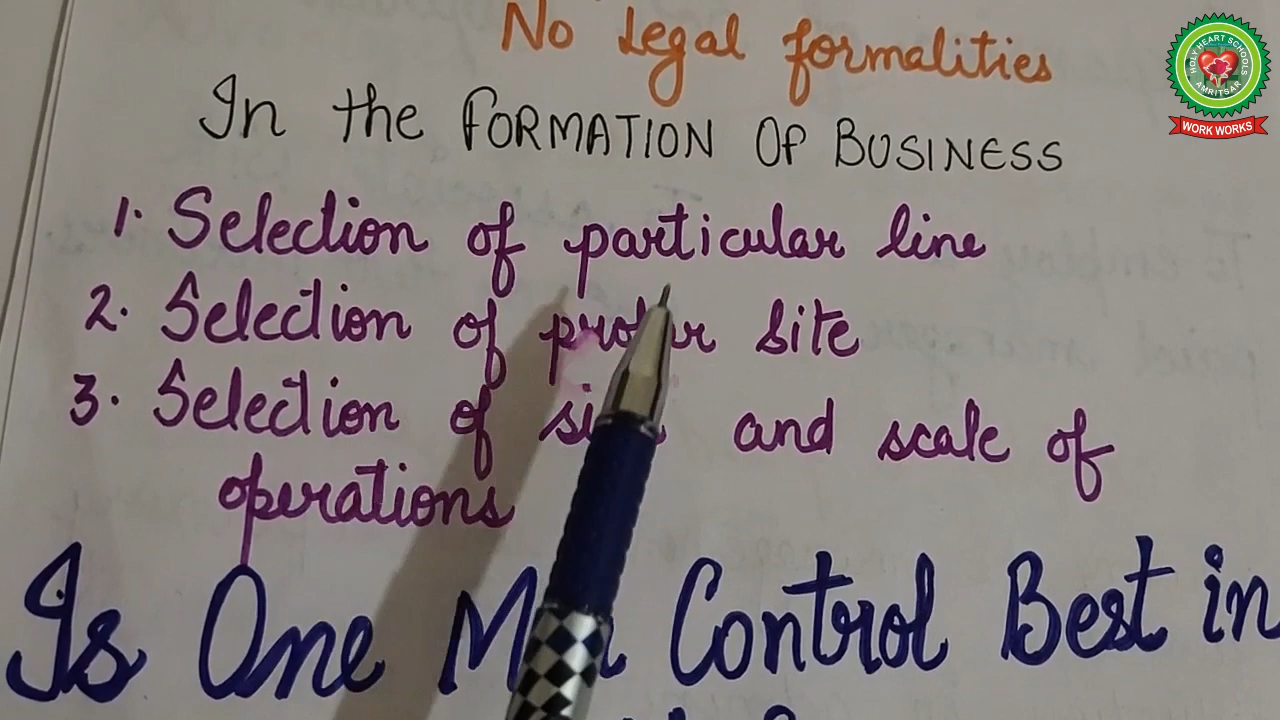 No Legal formalities
In the FORMATION OF BUSINESS
1. Selection of particular line
2. Selection of proper site
3. Selection of and scale of
operations
Is One Control Best in
HOLY HEART SCHOOLS
AMRITSAR
WORK WORKS